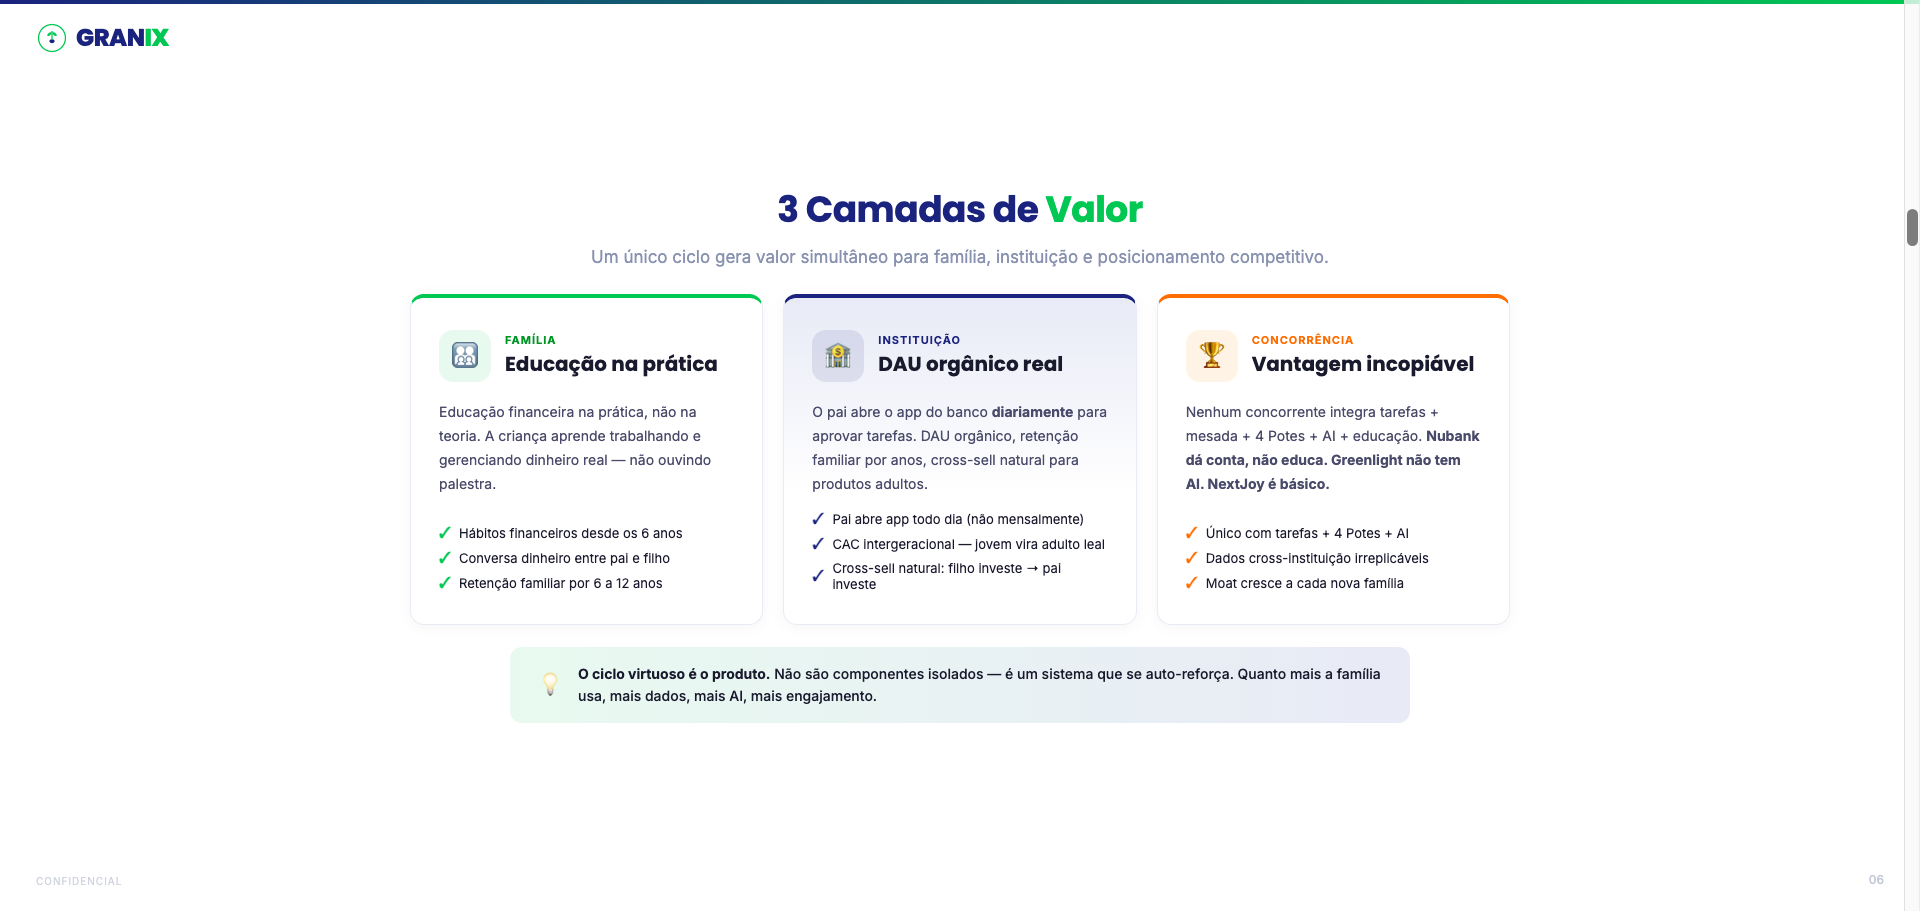 GRANIX
3 Camadas de Valor
Um único ciclo gera valor simultâneo para família, instituição e posicionamento competitivo.
FAMÍLIA
Educação na prática
Educação financeira na prática, não na
teoria. A criança aprende trabalhando e
gerenciando dinheiro real — não ouvindo
palestra.
✓ Hábitos financeiros desde os 6 anos
✓ Conversa dinheiro entre pai e filho
✓ Retenção familiar por 6 a 12 anos
INSTITUIÇÃO
DAU orgânico real
O pai abre o app do banco diariamente para
aprovar tarefas. DAU orgânico, retenção
familiar por anos, cross-sell natural para
produtos adultos.
✓ Pai abre app todo dia (não mensalmente)
✓ CAC intergeracional — jovem vira adulto leal
✓ Cross-sell natural: filho investe → pai
investe
CONCORRÊNCIA
Vantagem incopiável
Nenhum concorrente integra tarefas +
mesada + 4 Potes + AI + educação. Nubank
dá conta, não educa. Greenlight não tem
AI. NextJoy é básico.
✓ Único com tarefas + 4 Potes + AI
✓ Dados cross-instituição irreplicáveis
✓ Moat cresce a cada nova família
O ciclo virtuoso é o produto. Não são componentes isolados — é um sistema que se auto-reforça. Quanto mais a família
usa, mais dados, mais AI, mais engajamento.
CONFIDENCIAL
06